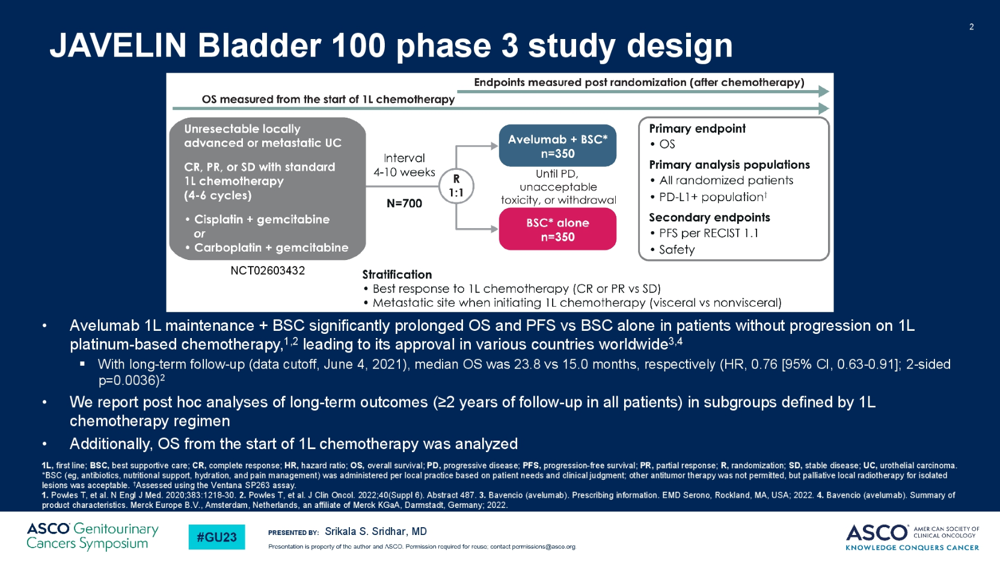 2
JAVELIN Bladder 100 phase 3 study design
Endpoints measured post randomization (after chemotherapy)
OS measured from the start of 1L chemotherapy
Unresectable locally
advanced or metastatic UC
CR, PR, or SD with standard
1L chemotherapy
(4-6 cycles)
• Cisplatin + gemcitabine
or
• Carboplatin + gemcitabine
NCT02603432
Interval
4-10 weeks
N=700
R
1:1
Avelumab + BSC*
n=350
Until PD,
unacceptable
toxicity, or withdrawal
BSC* alone
n=350
Primary endpoint
• OS
Primary analysis populations
• All randomized patients
• PD-L1+ population†
Secondary endpoints
• PFS per RECIST 1.1
• Safety
Stratification
• Best response to 1L chemotherapy (CR or PR vs SD)
• Metastatic site when initiating 1L chemotherapy (visceral vs nonvisceral)
• Avelumab 1L maintenance + BSC significantly prolonged OS and PFS vs BSC alone in patients without progression on 1L
platinum-based chemotherapy,1,2 leading to its approval in various countries worldwide3,4
▪ With long-term follow-up (data cutoff, June 4, 2021), median OS was 23.8 vs 15.0 months, respectively (HR, 0.76 [95% CI, 0.63-0.91]; 2-sided
p=0.0036)2
• We report post hoc analyses of long-term outcomes (≥2 years of follow-up in all patients) in subgroups defined by 1L
chemotherapy regimen
• Additionally, OS from the start of 1L chemotherapy was analyzed
1L, first line; BSC, best supportive care; CR, complete response; HR, hazard ratio; OS, overall survival; PD, progressive disease; PFS, progression-free survival; PR, partial response; R, randomization; SD, stable disease; UC, urothelial carcinoma.
*BSC (eg, antibiotics, nutritional support, hydration, and pain management) was administered per local practice based on patient needs and clinical judgment; other antitumor therapy was not permitted, but palliative local radiotherapy for isolated
lesions was acceptable. †Assessed using the Ventana SP263 assay.
1. Powles T, et al. N Engl J Med. 2020;383:1218-30. 2. Powles T, et al. J Clin Oncol. 2022;40(Suppl 6). Abstract 487. 3. Bavencio (avelumab). Prescribing information. EMD Serono, Rockland, MA, USA; 2022. 4. Bavencio (avelumab). Summary of
product characteristics. Merck Europe B.V., Amsterdam, Netherlands, an affiliate of Merck KGaA, Darmstadt, Germany; 2022.
ASCO Genitourinary
Cancers Symposium
#GU23
PRESENTED BY: Srikala S. Sridhar, MD
Presentation is property of the author and ASCO. Permission required for reuse; contact permissions@asco.org
ASCO AMERICAN SOCIETY OF
CLINICAL ONCOLOGY
KNOWLEDGE CONQUERS CANCER